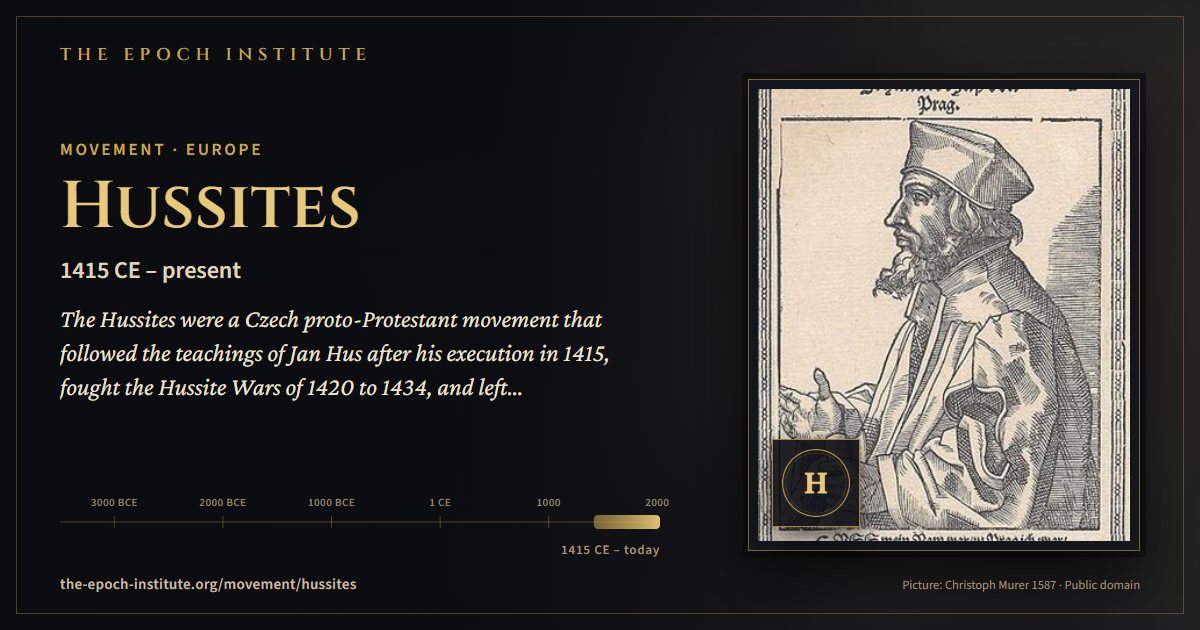 THE EPOCH INSTITUTE
MOVEMENT · EUROPE
HUSSITES
1415 CE – present
The Hussites were a Czech proto-Protestant movement that
followed the teachings of Jan Hus after his execution in 1415,
fought the Hussite Wars of 1420 to 1434, and left...
3000 BCE 2000 BCE 1000 BCE 1 CE 1000 2000
1415 CE – today
the-epoch-institute.org/movement/hussites
Prag.
H
Picture: Christoph Murer 1587 · Public domain